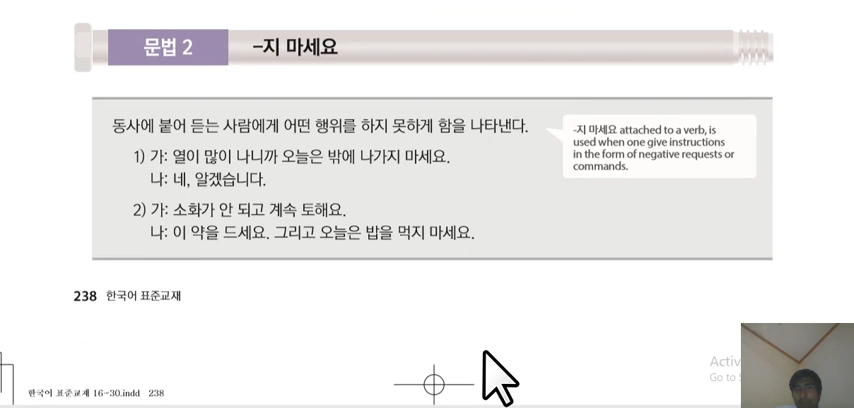 문법 2 -지 마세요
동사에 붙어 듣는 사람에게 어떤 행위를 하지 못하게 함을 나타낸다.
-지 마세요 attached to a verb, is
used when one give instructions
in the form of negative requests or
commands.
1) 가: 열이 많이 나니까 오늘은 밖에 나가지 마세요.
나: 네, 알겠습니다.
2) 가: 소화가 안 되고 계속 토해요.
나: 이 약을 드세요. 그리고 오늘은 밥을 먹지 마세요.
238 한국어 표준교재
Activ
Go to S
한국어 표준교재 16-30.indd 238